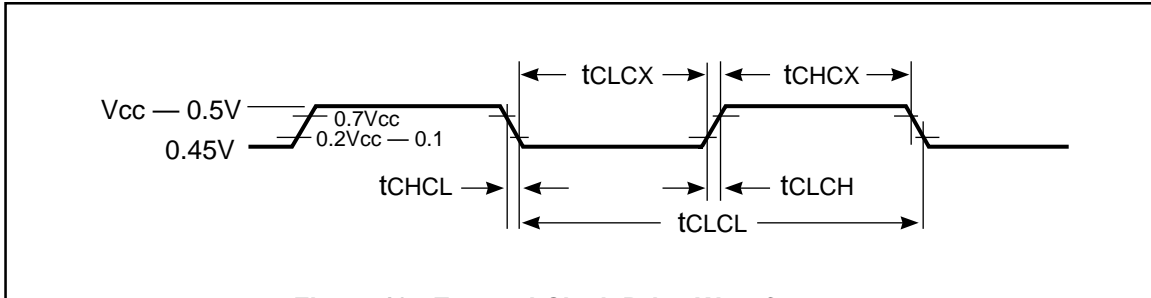 tCLCX
tCHCX
Vcc — 0.5V
0.7Vcc
0.2Vcc — 0.1
0.45V
tCHCL
tCLCH
tCLCL